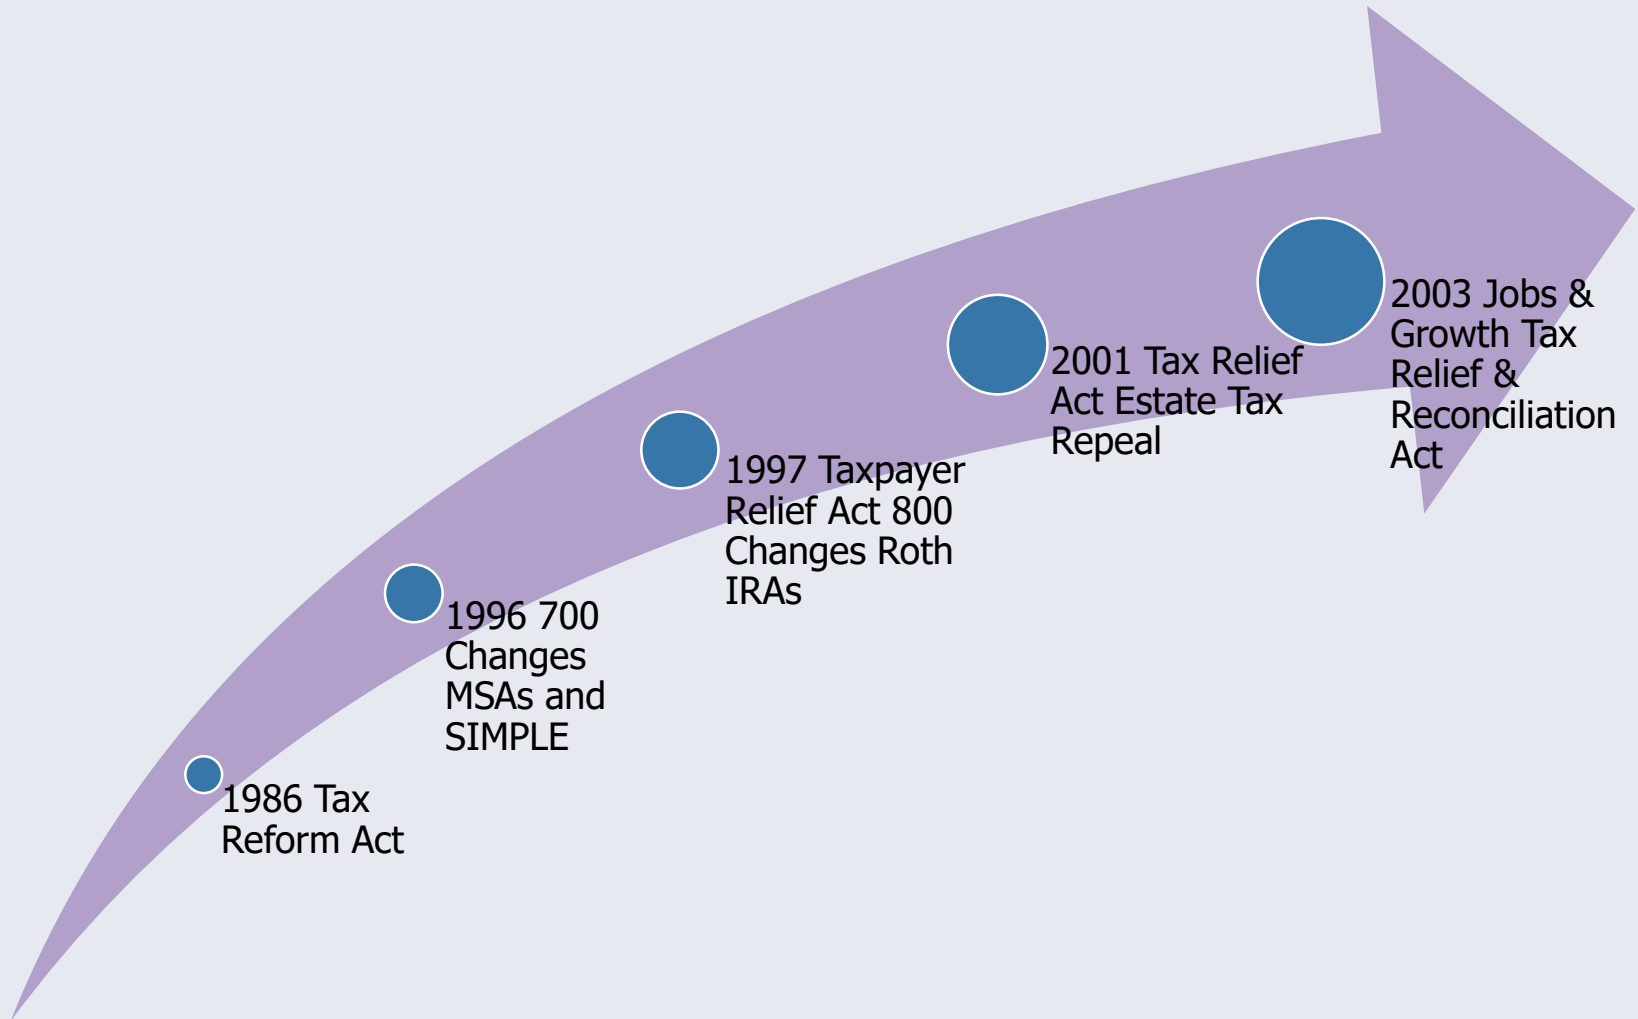 1986 Tax
Reform Act
1996 700
Changes
MSAs and
SIMPLE
1997 Taxpayer
Relief Act 800
Changes Roth
IRAs
2001 Tax Relief
Act Estate Tax
Repeal
2003 Jobs &
Growth Tax
Relief &
Reconciliation
Act